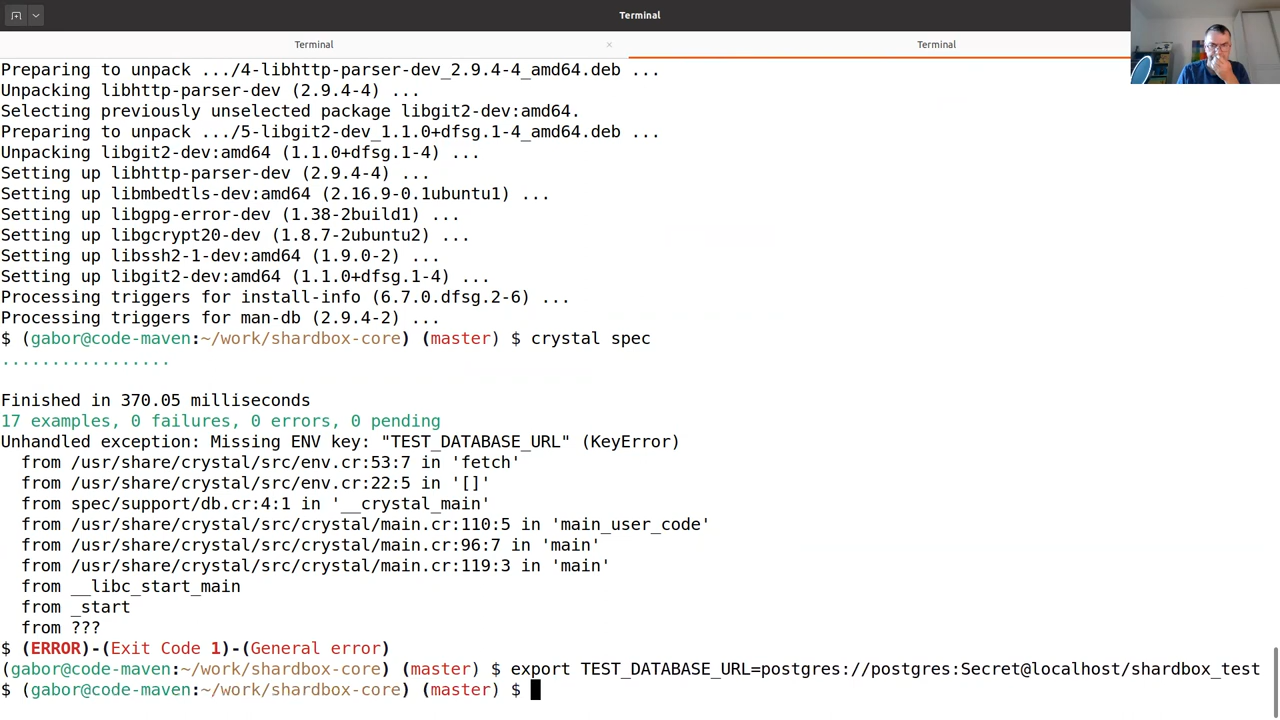 Terminal
Terminal
×
Terminal
Preparing to unpack .../4-libhttp-parser-dev_2.9.4-4_amd64.deb ...
Unpacking libhttp-parser-dev (2.9.4-4) ...
Selecting previously unselected package libgit2-dev:amd64.
Preparing to unpack .../5-libgit2-dev_1.1.0+dfsg.1-4_amd64.deb ...
Unpacking libgit2-dev:amd64 (1.1.0+dfsg.1-4) ...
Setting up libhttp-parser-dev (2.9.4-4) ...
Setting up libmbedtls-dev:amd64 (2.16.9-0.1ubuntu1) ...
Setting up libgpg-error-dev (1.38-2build1) ...
Setting up libgcrypt20-dev (1.8.7-2ubuntu2) ...
Setting up libssh2-1-dev:amd64 (1.9.0-2) ...
Setting up libgit2-dev:amd64 (1.1.0+dfsg.1-4) ...
Processing triggers for install-info (6.7.0.dfsg.2-6) ...
Processing triggers for man-db (2.9.4-2) ...
$ (gabor@code-maven:~/work/shardbox-core) (master) $ crystal spec
.................
Finished in 370.05 milliseconds
17 examples, 0 failures, 0 errors, 0 pending
Unhandled exception: Missing ENV key: "TEST_DATABASE_URL" (KeyError)
  from /usr/share/crystal/src/env.cr:53:7 in 'fetch'
  from /usr/share/crystal/src/env.cr:22:5 in '[]'
  from spec/support/db.cr:4:1 in '__crystal_main'
  from /usr/share/crystal/src/crystal/main.cr:110:5 in 'main_user_code'
  from /usr/share/crystal/src/crystal/main.cr:96:7 in 'main'
  from /usr/share/crystal/src/crystal/main.cr:119:3 in 'main'
  from __libc_start_main
  from _start
  from ???
$ (ERROR)-(Exit Code 1)-(General error)
(gabor@code-maven:~/work/shardbox-core) (master) $ export TEST_DATABASE_URL=postgres://postgres:Secret@localhost/shardbox_test
$ (gabor@code-maven:~/work/shardbox-core) (master) $